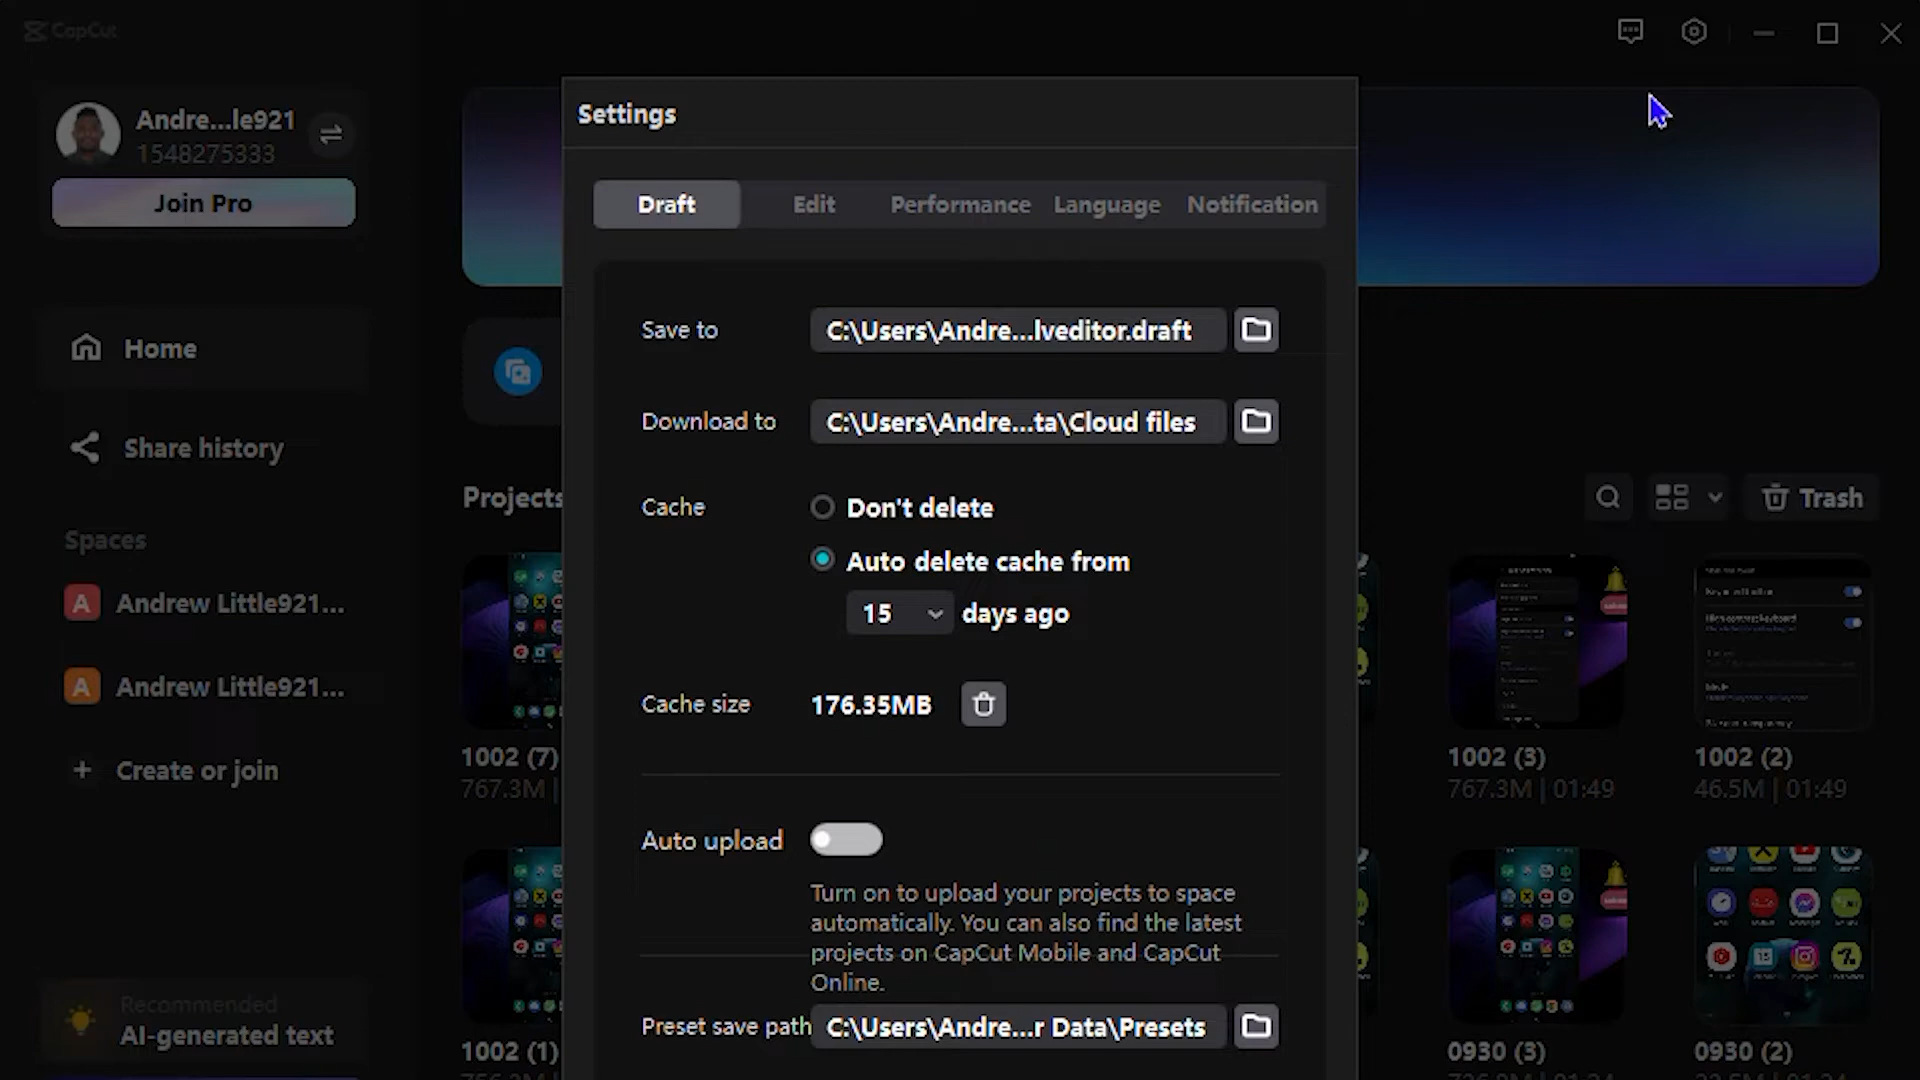 CapCut
Andre...le921
1548275333
Join Pro
Home
Share history
Spaces
A Andrew Little921...
A Andrew Little921...
+ Create or join
Recommended
AI-generated text
Settings
Draft Edit Performance Language Notification
Save to C:\Users\Andre...lveditor.draft
Download to C:\Users\Andre...ta\Cloud files
Cache Don't delete
Auto delete cache from
15 days ago
Cache size 176.35MB
Auto upload
Turn on to upload your projects to space
automatically. You can also find the latest
projects on CapCut Mobile and CapCut
Online.
Preset save path C:\Users\Andre...r Data\Presets
Projects
Trash
1002 (7)
767.3M |
1002 (3)
767.3M | 01:49
1002 (2)
46.5M | 01:49
1002 (1)
0930 (3)
0930 (2)